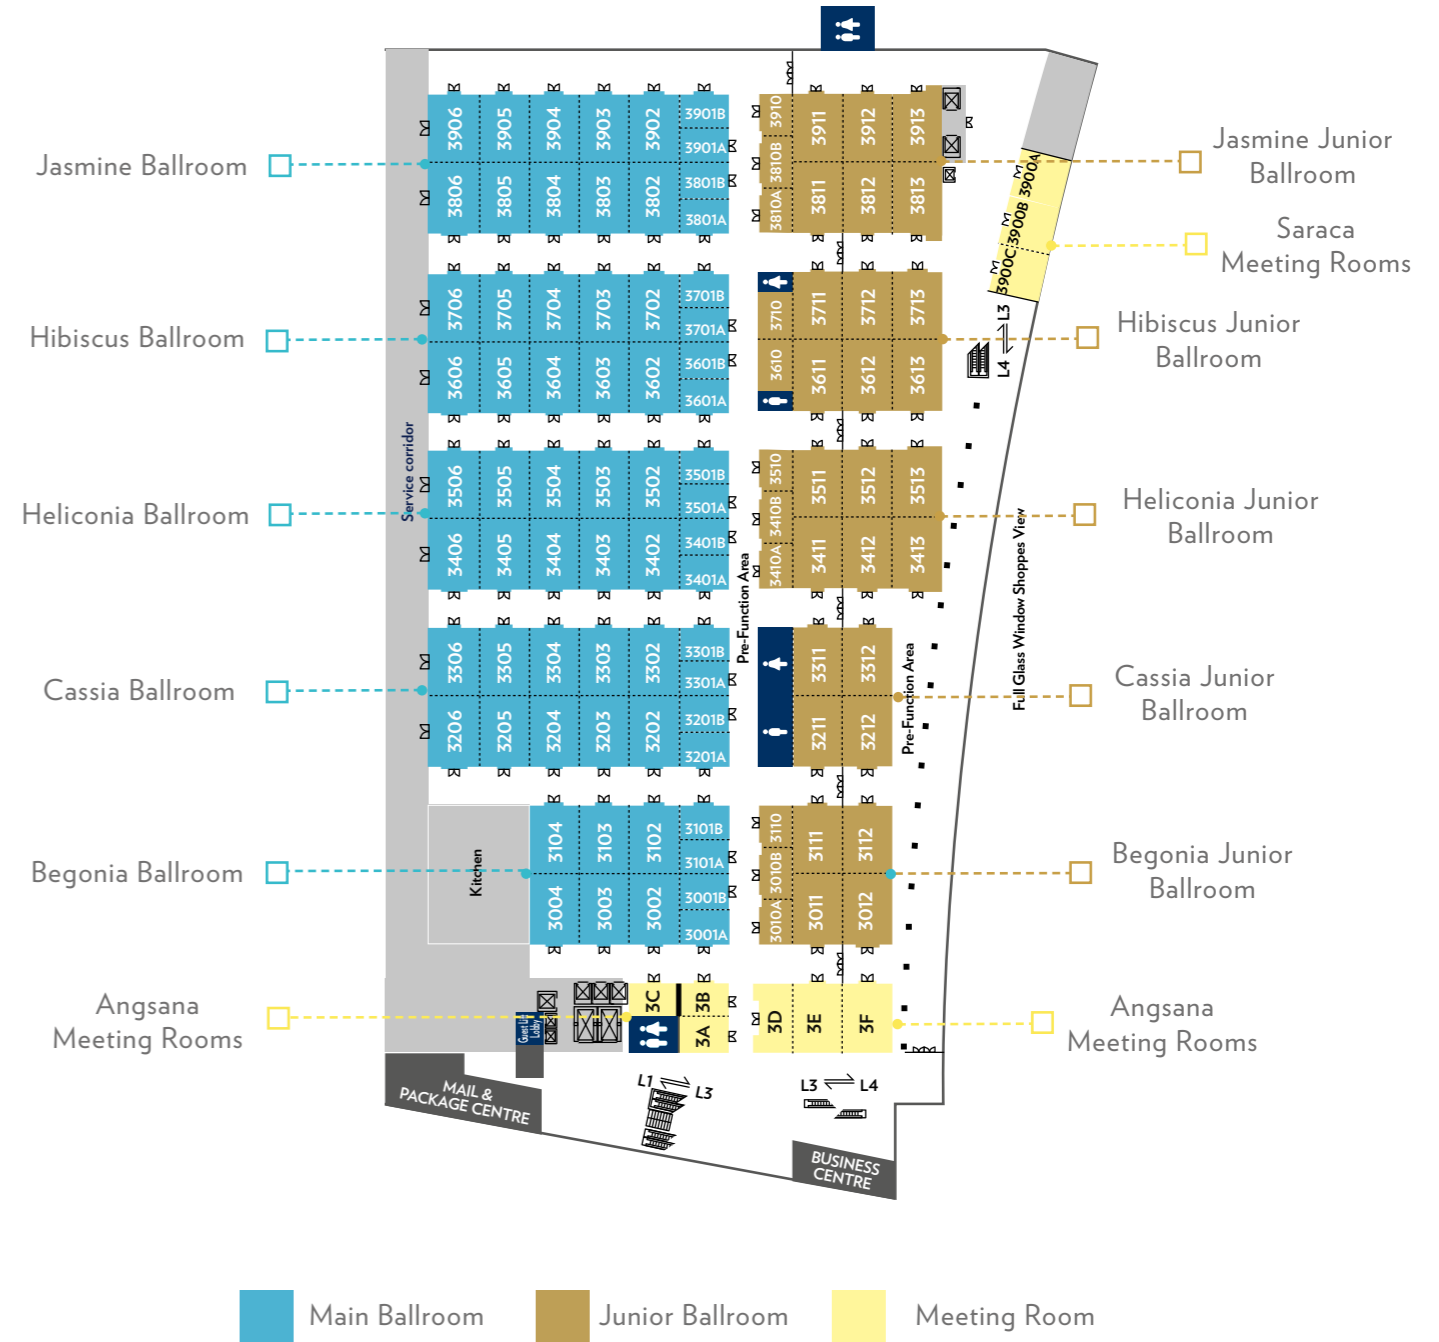 3906
3905
3904
3903
3902
3901B
3901A
3806
3805
3804
3803
3802
3801B
3801A
3910
3810B
3810A
3911
3912
3913
3811
3812
3813
Jasmine Ballroom
Jasmine Junior
Ballroom
3900A
3900B
3900C
Saraca
Meeting Rooms
3706
3705
3704
3703
3702
3701B
3701A
3606
3605
3604
3603
3602
3601B
3601A
3710
3610
3711
3712
3713
3611
3612
3613
Hibiscus Ballroom
Hibiscus Junior
Ballroom
L3
L4
Service corridor
3506
3505
3504
3503
3502
3501B
3501A
3406
3405
3404
3403
3402
3401B
3401A
3510
3410B
3410A
3511
3512
3513
3411
3412
3413
Heliconia Ballroom
Heliconia Junior
Ballroom
Pre-Function Area
Full Glass Window Shoppes View
3306
3305
3304
3303
3302
3301B
3301A
3206
3205
3204
3203
3202
3201B
3201A
3311
3312
3211
3212
Cassia Ballroom
Cassia Junior
Ballroom
Pre-Function Area
Kitchen
3104
3103
3102
3101B
3101A
3004
3003
3002
3001B
3001A
3110
3010B
3010A
3111
3112
3011
3012
Begonia Ballroom
Begonia Junior
Ballroom
Angsana
Meeting Rooms
Guest Lift
Lobby
3C
3B
3A
3D
3E
3F
Angsana
Meeting Rooms
MAIL &
PACKAGE CENTRE
L1
L3
L3
L4
BUSINESS
CENTRE
Main Ballroom
Junior Ballroom
Meeting Room